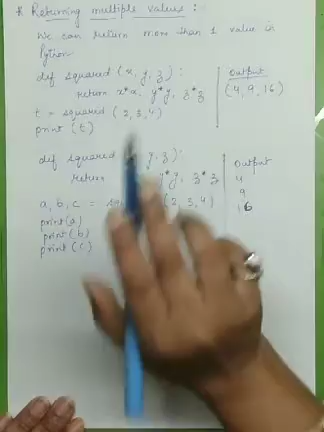 * Returning multiple values :-
We can return more than 1 value in
Python
def squared (x, y, z) :
return x*x, y*y, z*z
t = squared (2,3,4)
print (t)
Output
(4, 9, 16)
def squared y, z):
return y*y, z*z
a, b, c = (2, 3, 4)
print(a)
print(b)
print(c)
Output
4
9
16